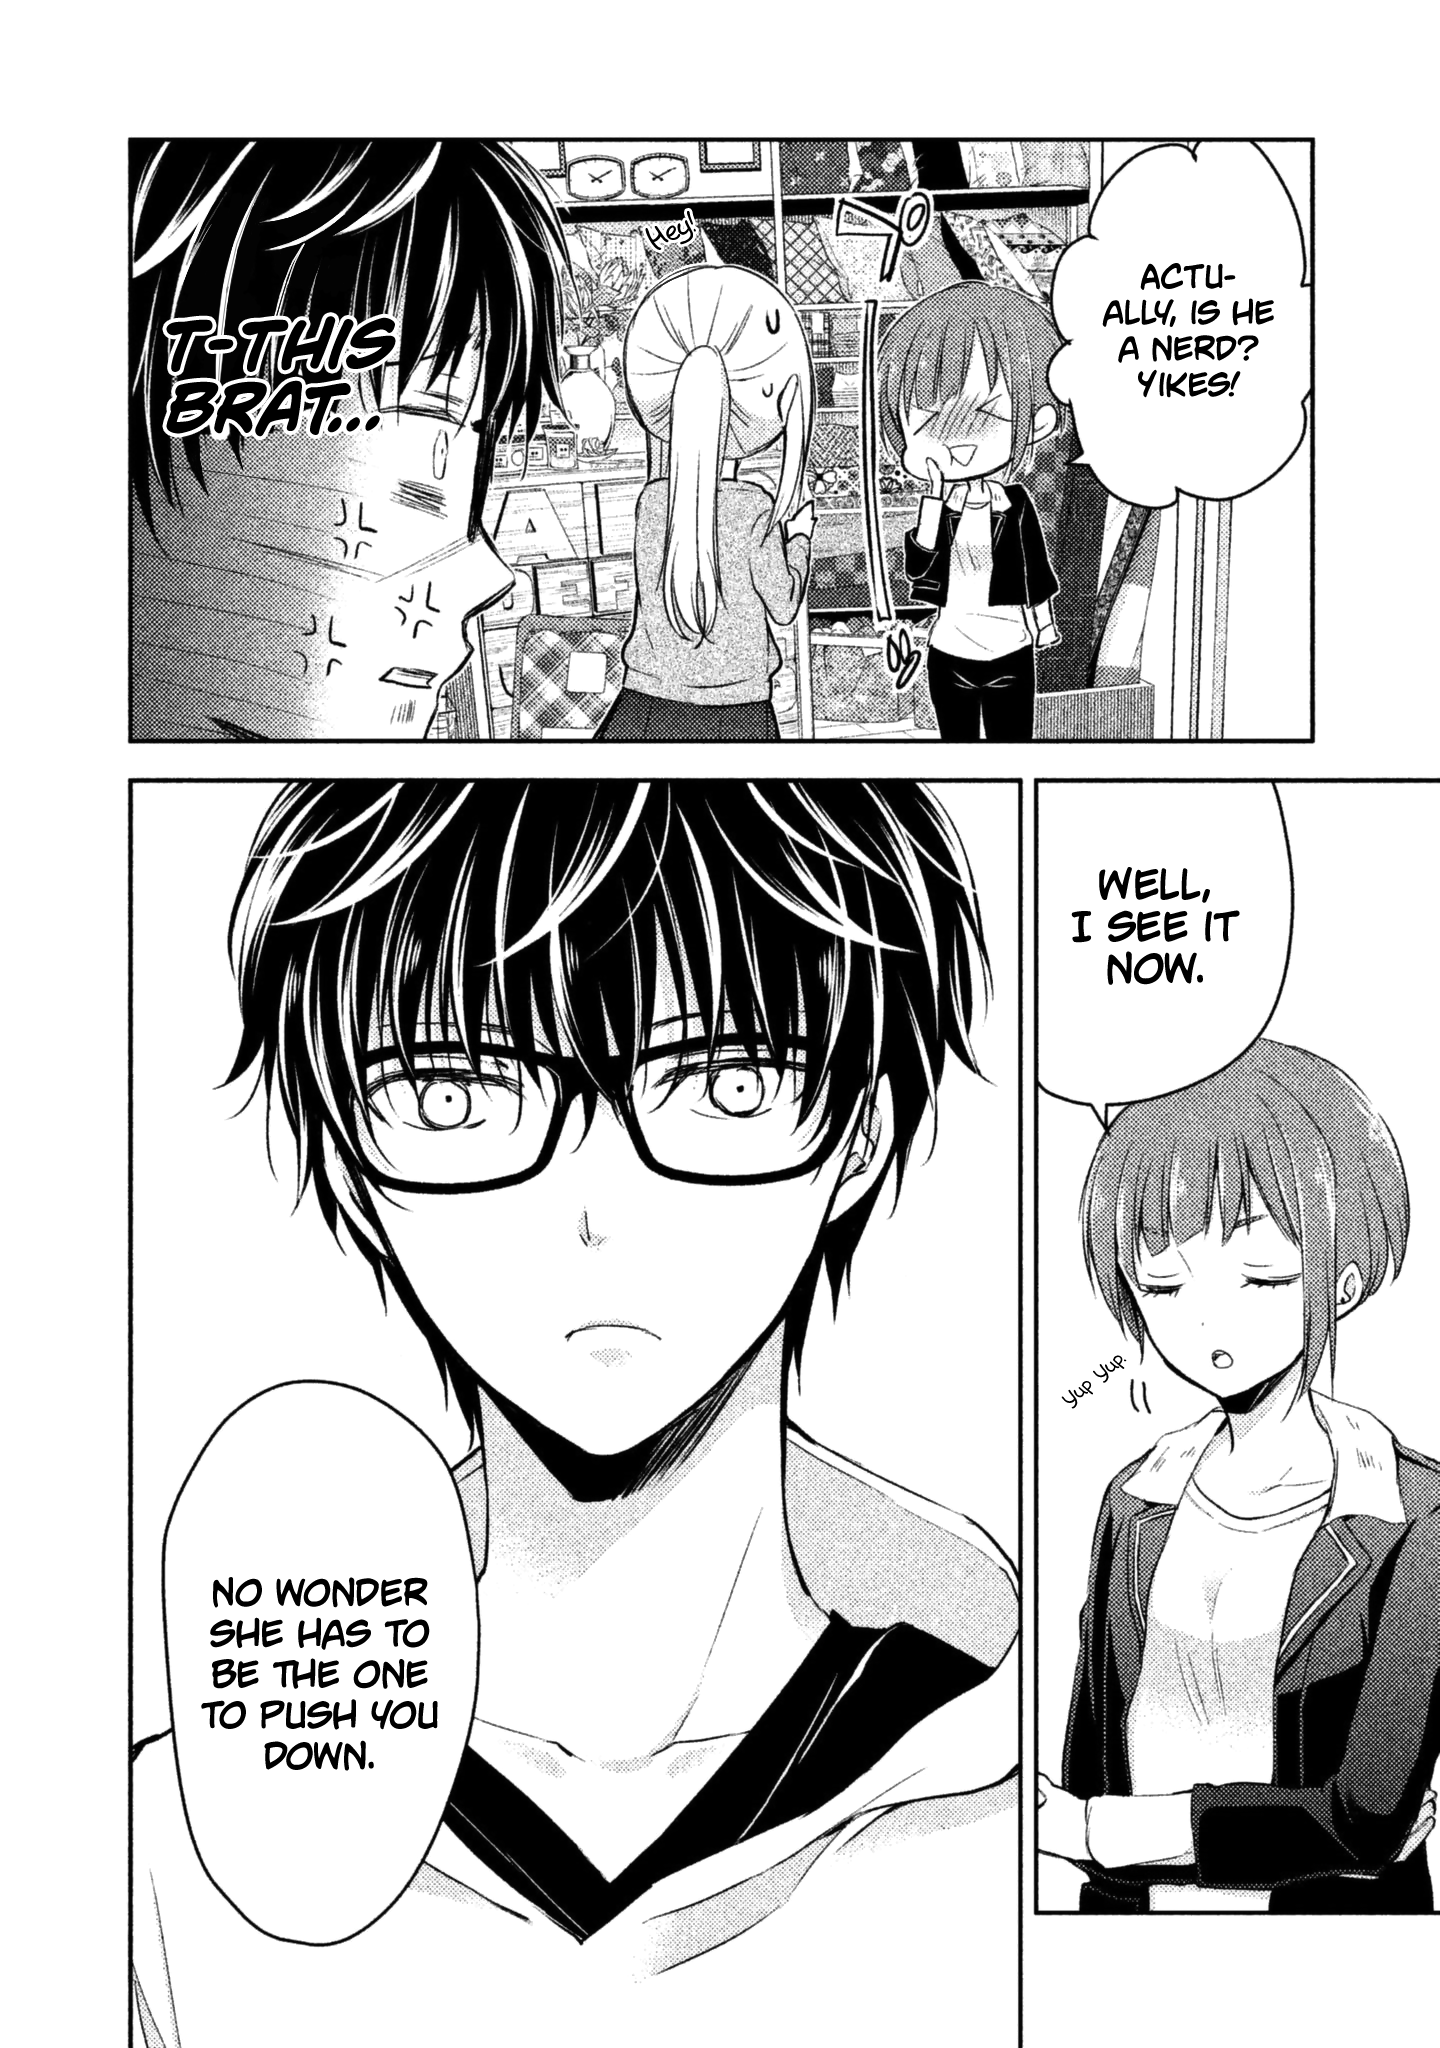 ACTU-
ALLY, IS HE
A NERD?
YIKES!
Hey!
T-THIS
BRAT...
WELL,
I SEE IT
NOW.
Yup Yup.
NO WONDER
SHE HAS TO
BE THE ONE
TO PUSH YOU
DOWN.